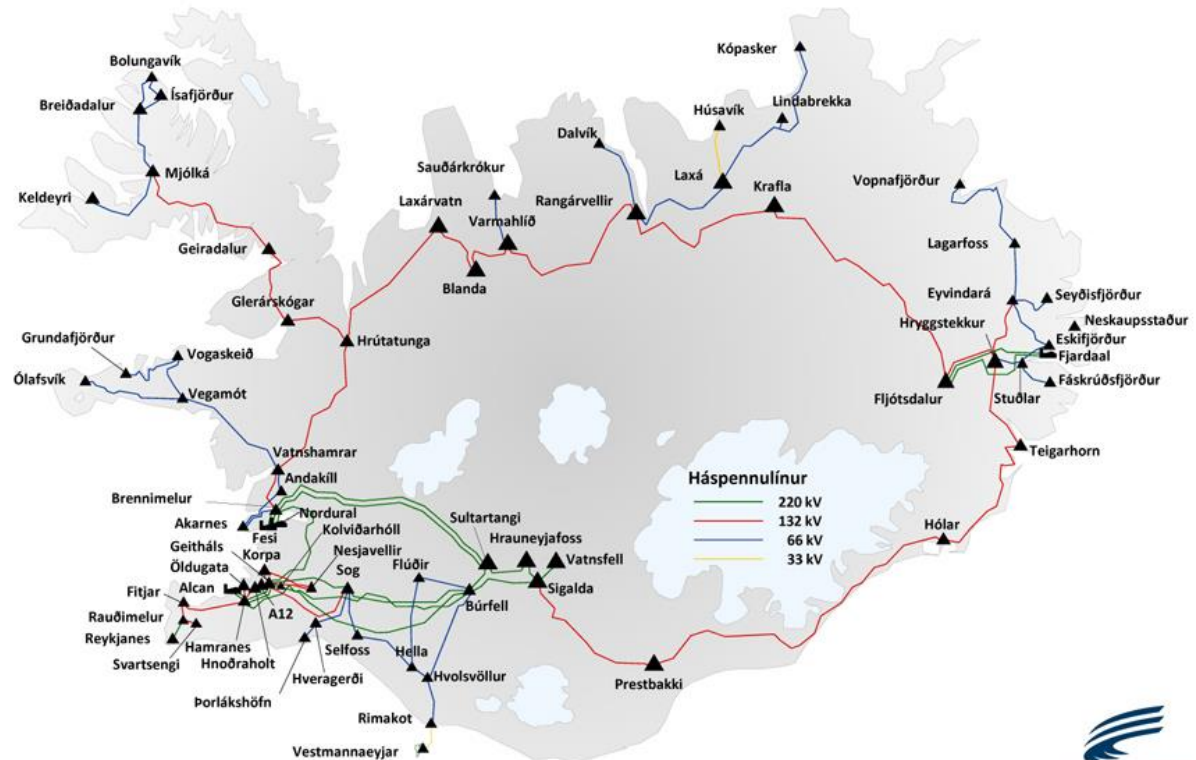 Kópasker
Bolungavík
Ísafjörður
Breiðadalur
Lindabrekka
Húsavík
Dalvík
Sauðárkrókur
Mjólká
Laxá
Krafla
Vopnafjörður
Keldeyri
Laxárvatn
Rangárvellir
Varmahlíð
Geiradalur
Lagarfoss
Blanda
Eyvindará
Seyðisfjörður
Glerárskógar
Neskaupsstaður
Hryggstekkur
Grundafjörður
Hrútatunga
Eskifjörður
Vogaskeið
Fjardaal
Ólafsvík
Fáskrúðsfjörður
Vegamót
Fljótsdalur
Stuðlar
Teigarhorn
Vatnshamrar
Andakíll
Háspennulínur
220 kV
132 kV
66 kV
33 kV
Brennimelur
Nordural
Akarnes
Fesi
Kolviðarhóll
Sultartangi
Hólar
Geitháls
Hrauneyjafoss
Korpa
Nesjavellir
Vatnsfell
Öldugata
Sog
Flúðir
Fitjar
Alcan
Sigalda
Búrfell
Rauðimelur
A12
Reykjanes
Hamranes
Svartsengi
Hnoðraholt
Selfoss
Hella
Hveragerði
Hvolsvöllur
Prestbakki
Þorlákshöfn
Rimakot
Vestmannaeyjar